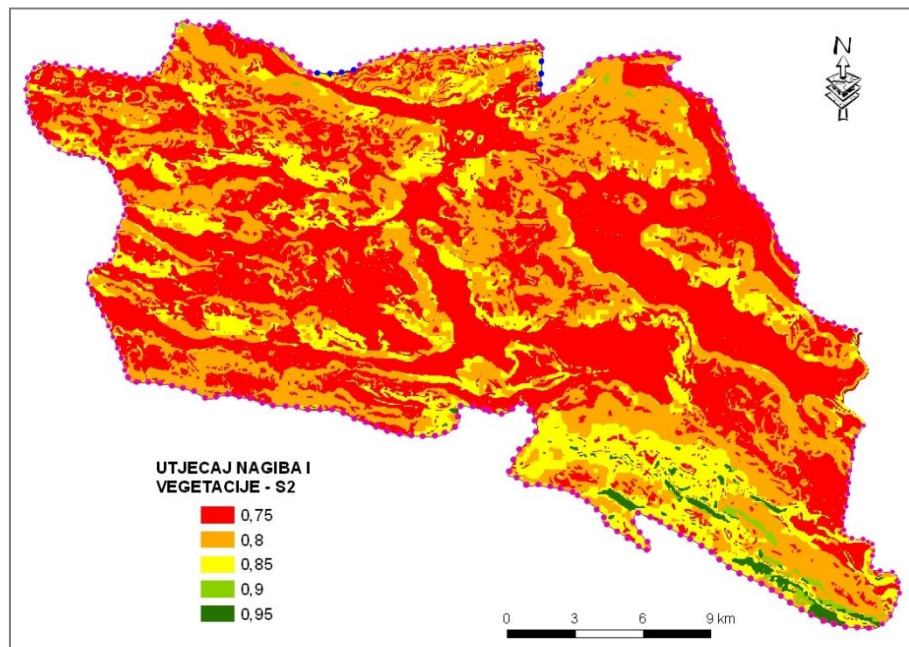 N
UTJECAJ NAGIBA I
VEGETACIJE - S2
0,75
0,8
0,85
0,9
0,95
0 3 6 9 km